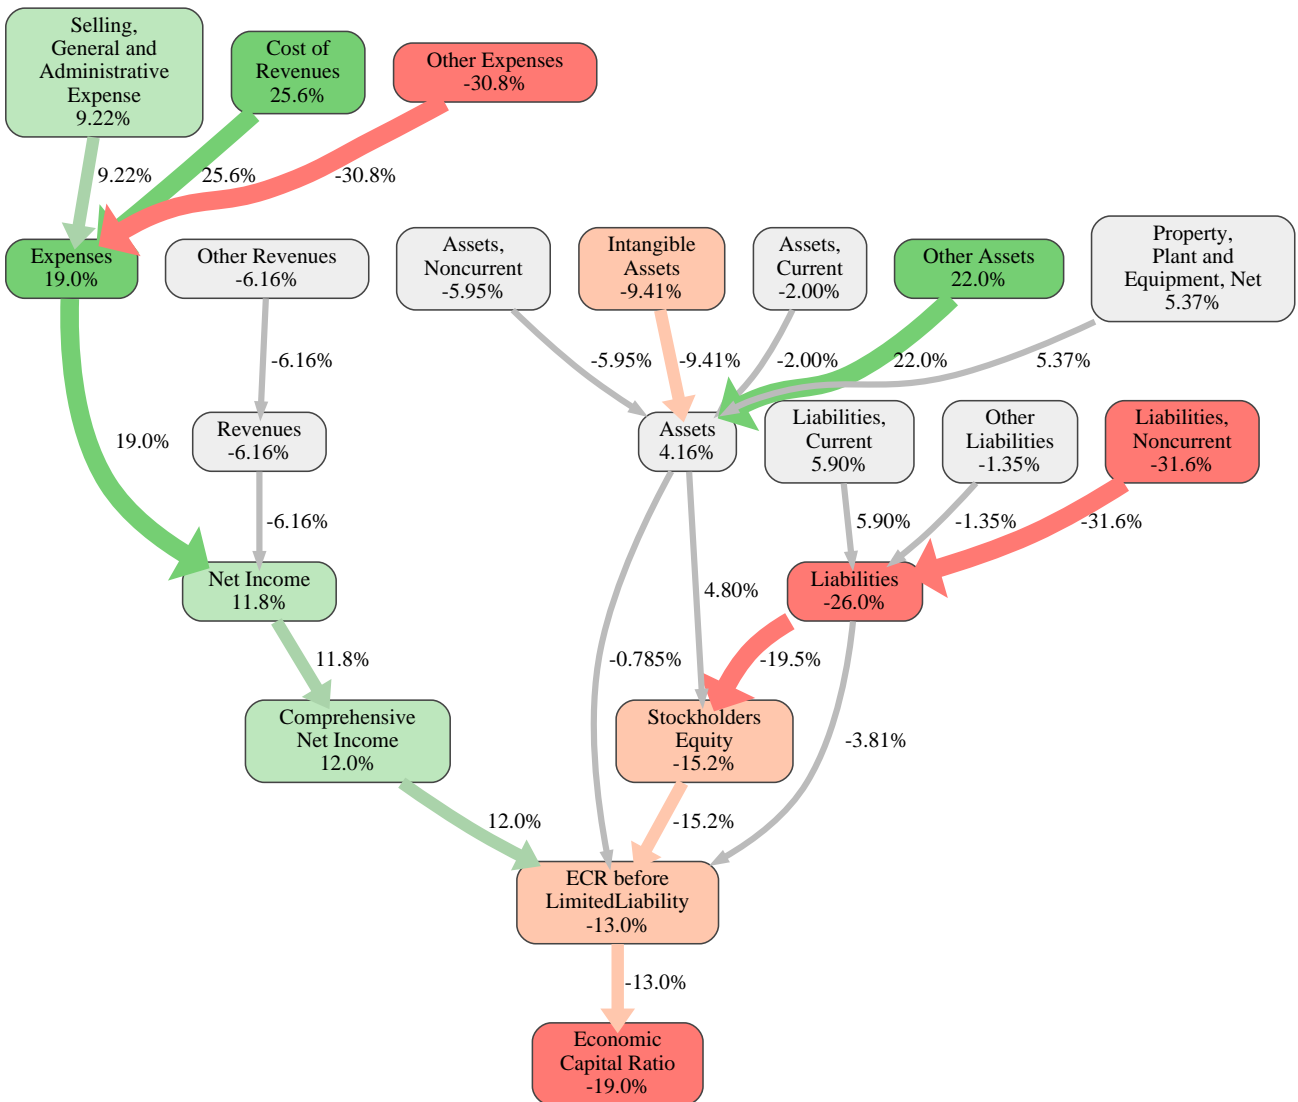 Selling,
General and
Administrative
Expense
9.22%
Cost of
Revenues
25.6%
Other Expenses
-30.8%
9.22%
25.6%
-30.8%
Expenses
19.0%
Other Revenues
-6.16%
Assets,
Noncurrent
-5.95%
Intangible
Assets
-9.41%
Assets,
Current
-2.00%
Other Assets
22.0%
Property,
Plant and
Equipment, Net
5.37%
-6.16%
-5.95%
-9.41%
-2.00%
22.0%
5.37%
19.0%
Revenues
-6.16%
Assets
4.16%
Liabilities,
Current
5.90%
Other
Liabilities
-1.35%
Liabilities,
Noncurrent
-31.6%
-6.16%
5.90%
-1.35%
-31.6%
Net Income
11.8%
4.80%
Liabilities
-26.0%
11.8%
-0.785%
-19.5%
Comprehensive
Net Income
12.0%
Stockholders
Equity
-15.2%
-3.81%
12.0%
-15.2%
ECR before
LimitedLiability
-13.0%
-13.0%
Economic
Capital Ratio
-19.0%